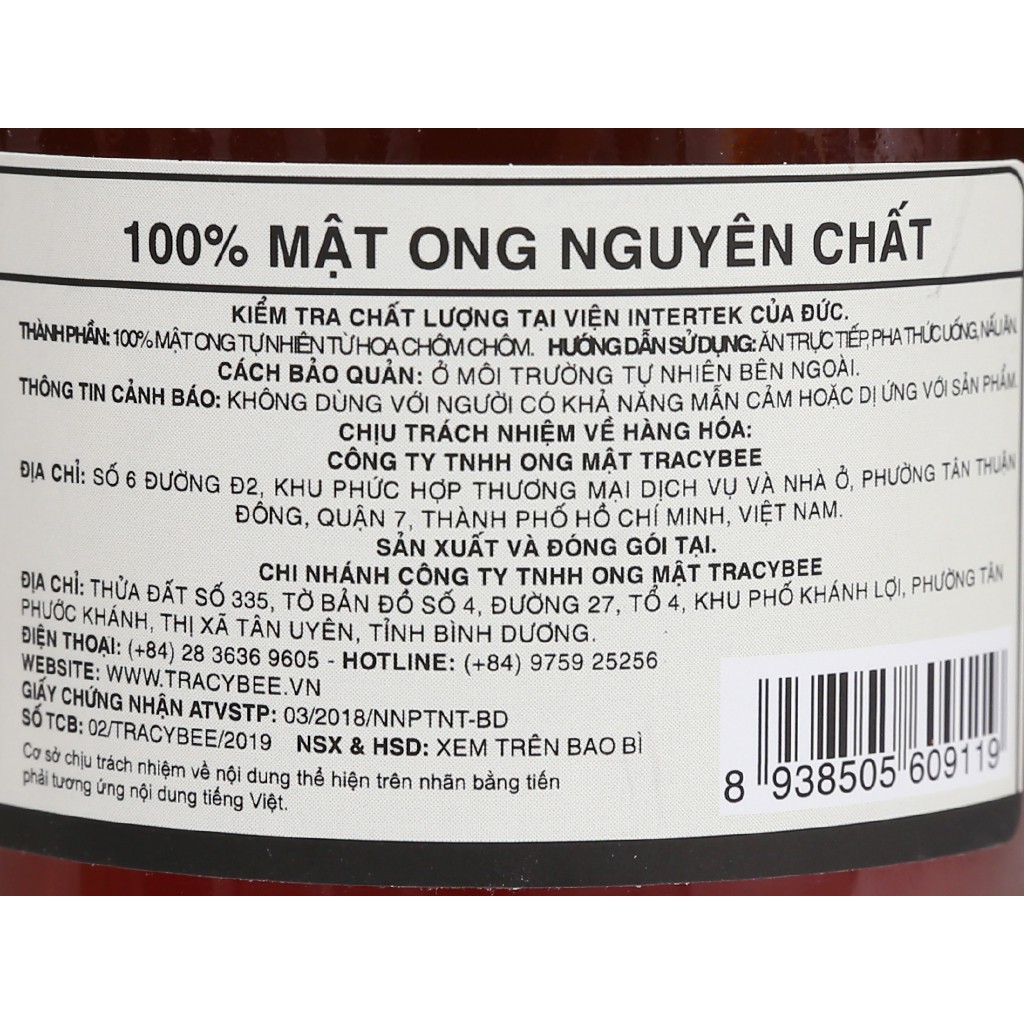 100% MẬT ONG NGUYÊN CHẤT
KIỂM TRA CHẤT LƯỢNG TẠI VIỆN INTERTEK CỦA ĐỨC.
THÀNH PHẦN: 100% MẬT ONG TỰ NHIÊN TỪ HOA CHÔM CHÔM. HƯỚNG DẪN SỬ DỤNG: ĂN TRỰC TIẾP, PHA THỨC UỐNG, NẤU ĂN.
CÁCH BẢO QUẢN: Ở MÔI TRƯỜNG TỰ NHIÊN BÊN NGOÀI.
THÔNG TIN CẢNH BÁO: KHÔNG DÙNG VỚI NGƯỜI CÓ KHẢ NĂNG MẪN CẢM HOẶC DỊ ỨNG VỚI SẢN PHẨM.
CHỊU TRÁCH NHIỆM VỀ HÀNG HÓA:
CÔNG TY TNHH ONG MẬT TRACYBEE
ĐỊA CHỈ: SỐ 6 ĐƯỜNG Đ2, KHU PHỨC HỢP THƯƠNG MẠI DỊCH VỤ VÀ NHÀ Ở, PHƯỜNG TÂN THUẬN
ĐÔNG, QUẬN 7, THÀNH PHỐ HỒ CHÍ MINH, VIỆT NAM.
SẢN XUẤT VÀ ĐÓNG GÓI TẠI.
CHI NHÁNH CÔNG TY TNHH ONG MẬT TRACYBEE
ĐỊA CHỈ: THỬA ĐẤT SỐ 335, TỜ BẢN ĐỒ SỐ 4, ĐƯỜNG 27, TỔ 4, KHU PHỐ KHÁNH LỢI, PHƯỜNG TÂN
PHƯỚC KHÁNH, THỊ XÃ TÂN UYÊN, TỈNH BÌNH DƯƠNG.
ĐIỆN THOẠI: (+84) 28 3636 9605 - HOTLINE: (+84) 9759 25256
WEBSITE: WWW.TRACYBEE.VN
GIẤY CHỨNG NHẬN ATVSTP: 03/2018/NNPTNT-BD
SỐ TCB: 02/TRACYBEE/2019 NSX & HSD: XEM TRÊN BAO BÌ
Cơ sở chịu trách nhiệm về nội dung thể hiện trên nhãn bằng tiến
phải tương ứng nội dung tiếng Việt.
8 938505 609119